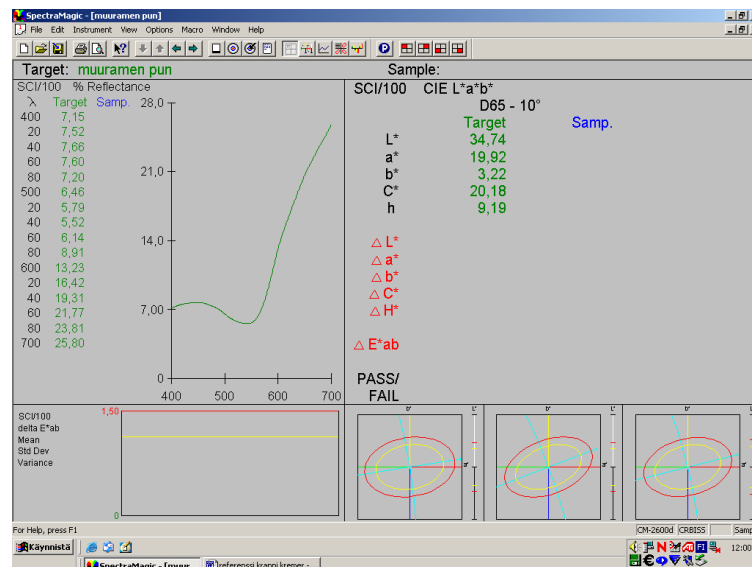 SpectraMagic - [muuramen pun]
File Edit Instrument View Options Macro Window Help
Target: muuramen pun
Sample:
SCI/100 % Reflectance
λ Target Samp.
400 7,15
20 7,52
40 7,66
60 7,60
80 7,20
500 6,46
20 5,79
40 5,52
60 6,14
80 8,91
600 13,23
20 16,42
40 19,31
60 21,77
80 23,81
700 25,80
28,0
21,0
14,0
7,00
0
400 500 600 700
SCI/100 CIE L*a*b*
D65 - 10°
Target Samp.
L* 34,74
a* 19,92
b* 3,22
C* 20,18
h 9,19
△ L*
△ a*
△ b*
△ C*
△ H*
△ E*ab
PASS/
FAIL
SCI/100
delta E*ab
Mean
Std Dev
Variance
1,50
0
b* L*
a*
b* L*
a*
b* L*
a*
For Help, press F1
CM-2600d CRBISS Samp
Käynnistä
SpectraMagic - [muur...
referenssi krappi kremer -
12:00